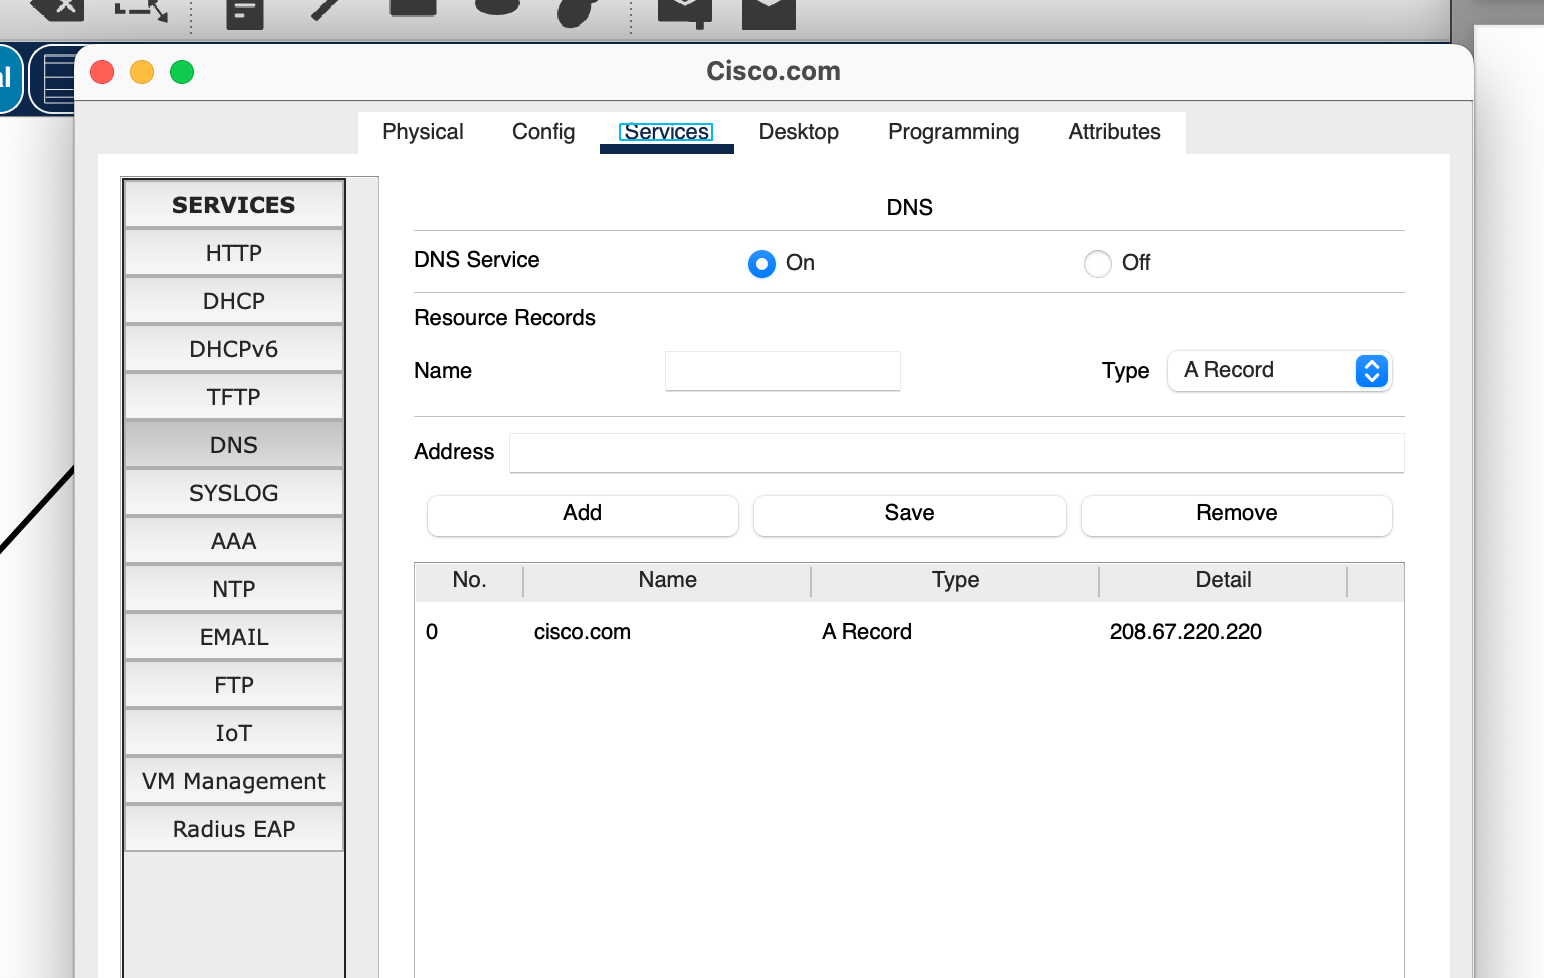 Cisco.com
Physical Config Services Desktop Programming Attributes
SERVICES
HTTP
DHCP
DHCPv6
TFTP
DNS
SYSLOG
AAA
NTP
EMAIL
FTP
IoT
VM Management
Radius EAP
DNS
DNS Service On Off
Resource Records
Name Type A Record
Address
Add Save Remove
No. Name Type Detail
0 cisco.com A Record 208.67.220.220